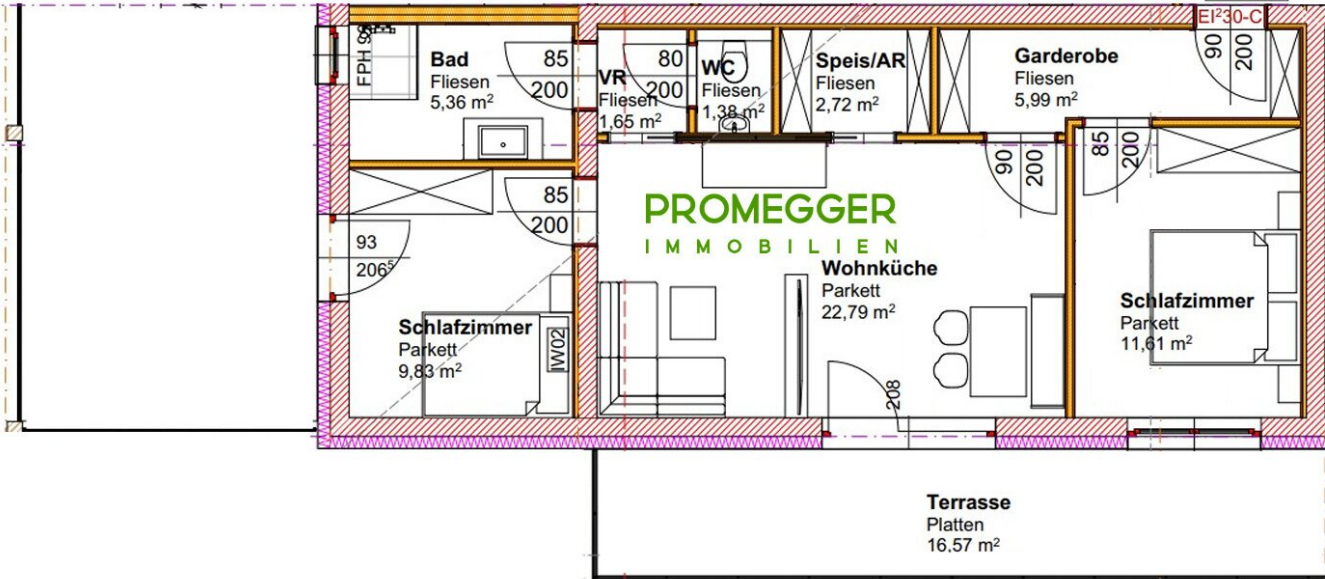 EI²30-C
FPH 98
Bad
Fliesen
5,36 m²
85
200
VR
Fliesen
1,65 m²
80
200
WC
Fliesen
1,38 m²
Speis/AR
Fliesen
2,72 m²
Garderobe
Fliesen
5,99 m²
90
200
85
200
93
206⁵
Schlafzimmer
Parkett
9,83 m²
IW02
PROMEGGER
IMMOBILIEN
Wohnküche
Parkett
22,79 m²
90
200
208
85
200
Schlafzimmer
Parkett
11,61 m²
Terrasse
Platten
16,57 m²